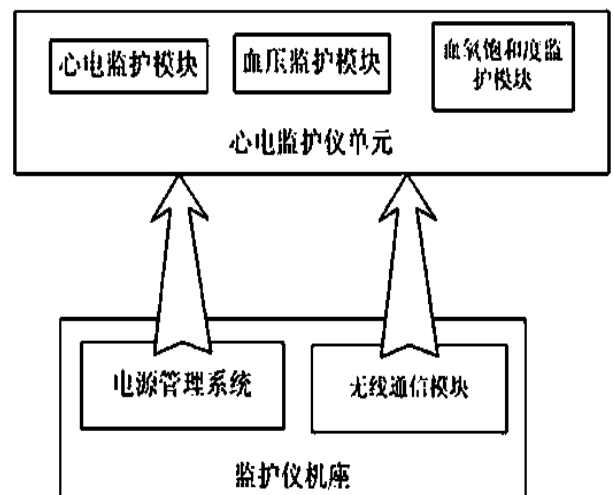 心电监护模块
血压监护模块
血氧饱和度监
护模块
心电监护仪单元
电源管理系统
无线通信模块
监护仪机座